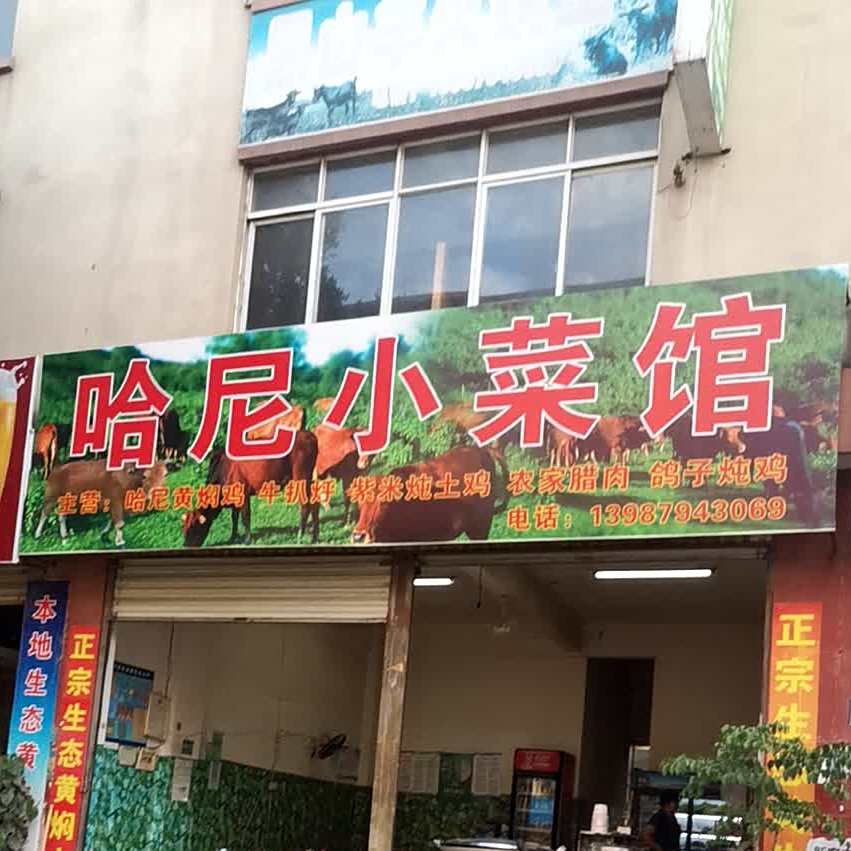 哈尼小菜馆
主营：哈尼黄焖鸡 牛扒烀 紫米炖土鸡 农家腊肉 鸽子炖鸡
电话：13987943069
本地生态黄
正宗生态黄焖
正宗生